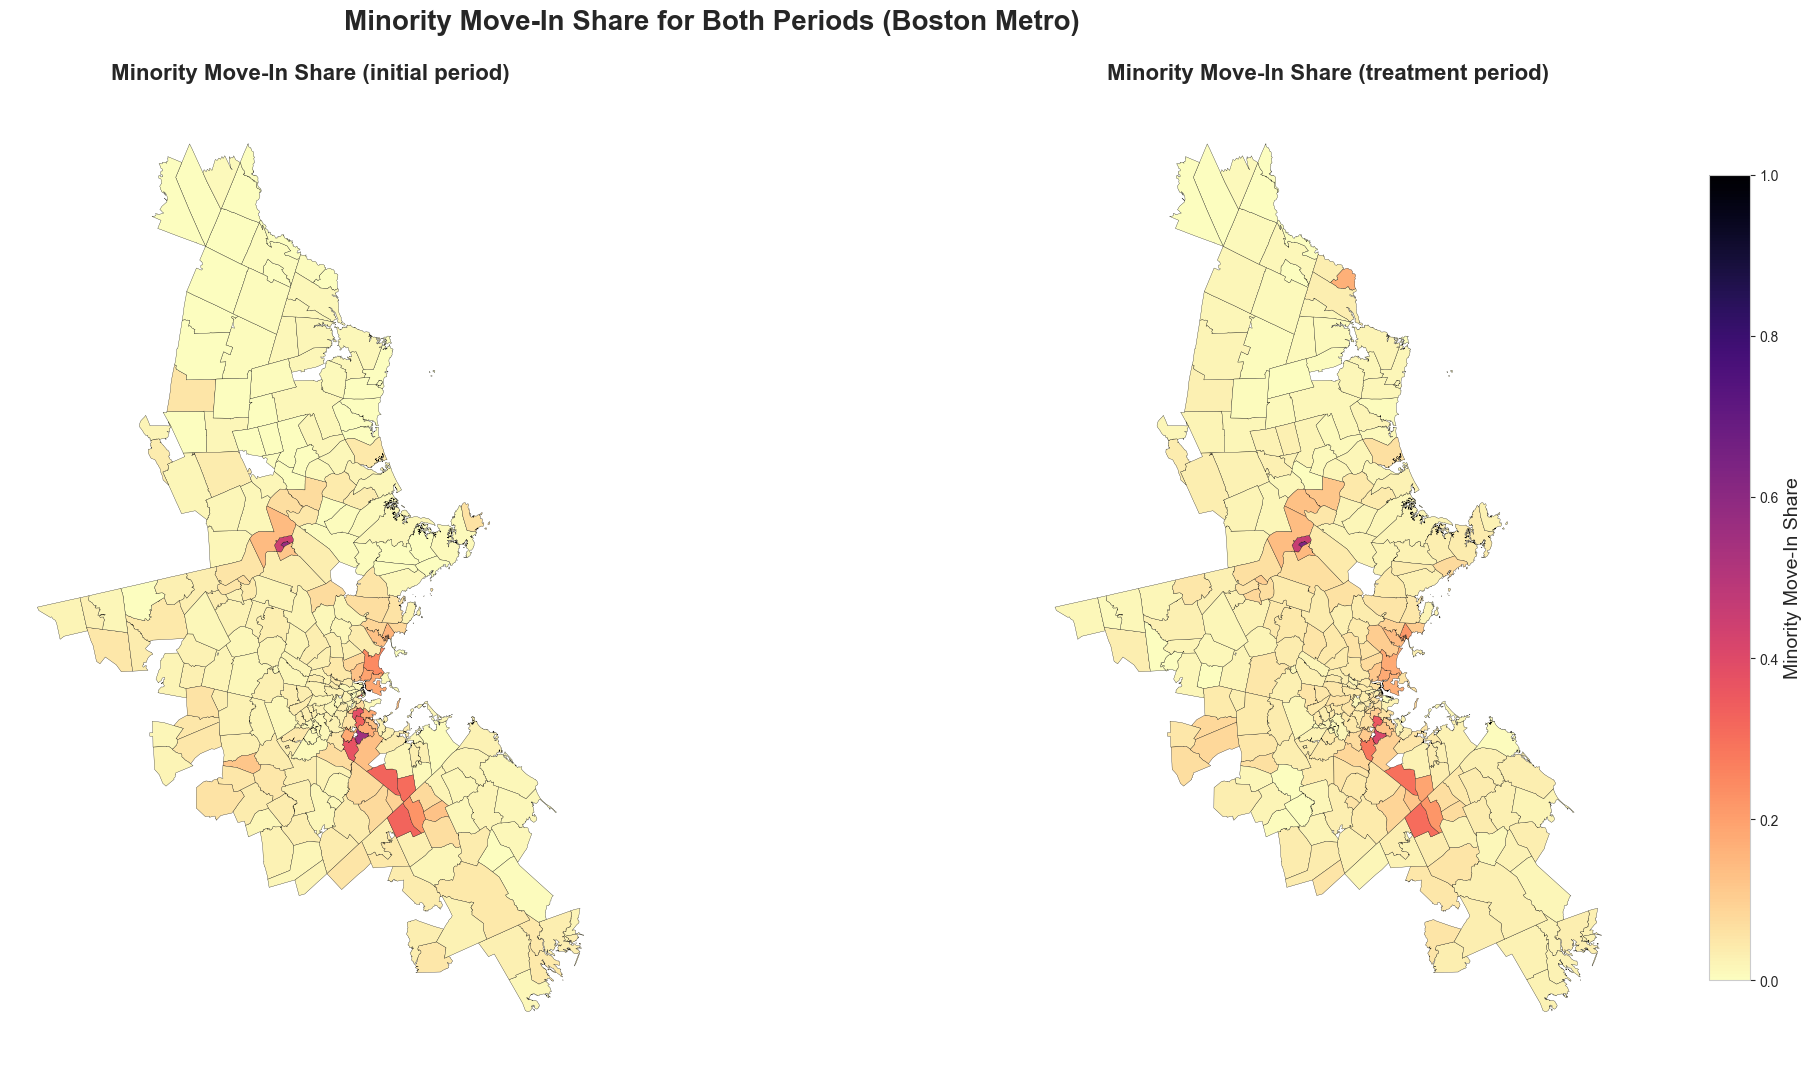 Minority Move-In Share for Both Periods (Boston Metro)
Minority Move-In Share (initial period)
Minority Move-In Share (treatment period)
1.0
0.8
0.6
0.4
0.2
0.0
Minority Move-In Share